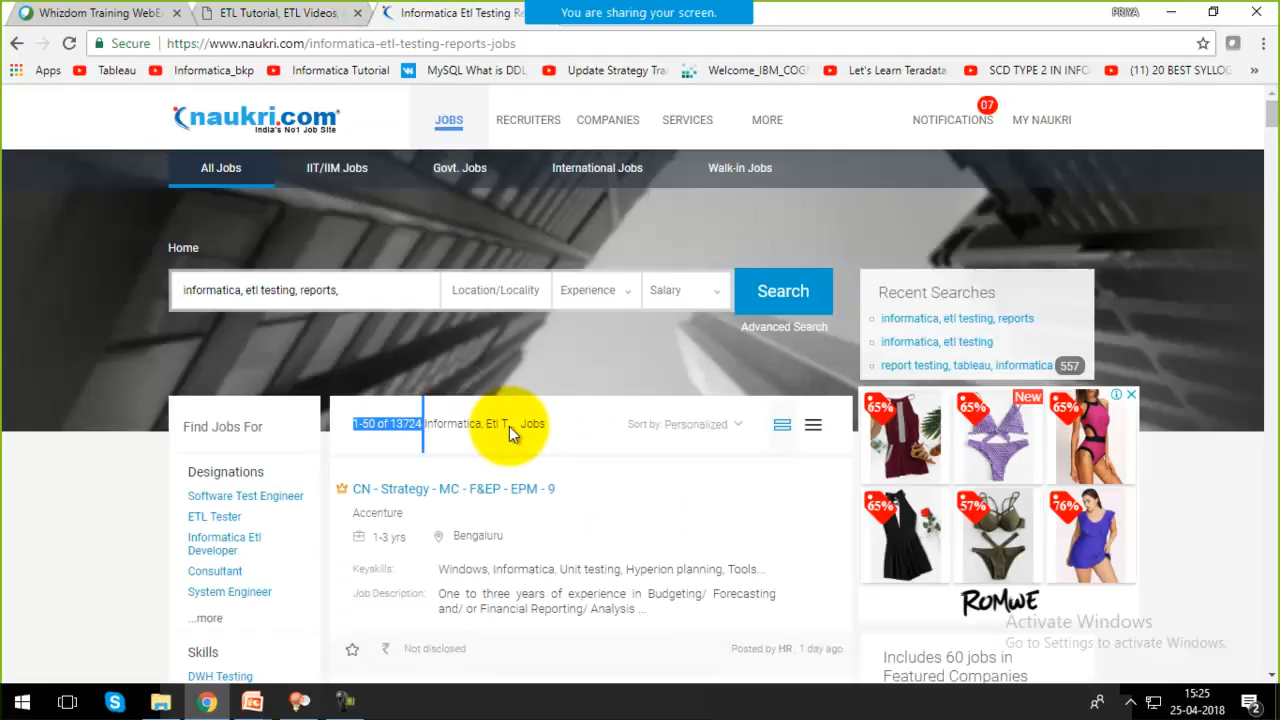 Whizdom Training WebE
ETL Tutorial, ETL Videos,
Informatica Etl Testing Re
You are sharing your screen.
PRIYA
Secure
https://www.naukri.com/informatica-etl-testing-reports-jobs
Apps
Tableau
Informatica_bkp
Informatica Tutorial
MySQL What is DDL
Update Strategy Tra
Welcome_IBM_COG
Let's Learn Teradata
SCD TYPE 2 IN INFO
(11) 20 BEST SYLLOG
»
naukri.com
India's No1 Job Site
JOBS
RECRUITERS
COMPANIES
SERVICES
MORE
07
NOTIFICATIONS
MY NAUKRI
All Jobs
IIT/IIM Jobs
Govt. Jobs
International Jobs
Walk-in Jobs
Home
informatica, etl testing, reports,
Location/Locality
Experience
Salary
Search
Advanced Search
Recent Searches
informatica, etl testing, reports
informatica, etl testing
report testing, tableau, informatica 557
Find Jobs For
Designations
Software Test Engineer
ETL Tester
Informatica Etl
Developer
Consultant
System Engineer
...more
Skills
DWH Testing
1-50 of 13724 Informatica, Etl T... Jobs
Sort by: Personalized
CN - Strategy - MC - F&EP - EPM - 9
Accenture
1-3 yrs
Bengaluru
Keyskills: Windows, Informatica, Unit testing, Hyperion planning, Tools...
Job Description: One to three years of experience in Budgeting/ Forecasting
and/ or Financial Reporting/ Analysis ...
₹ Not disclosed
Posted by HR , 1 day ago
65%
65%
New
65%
65%
57%
76%
ROMWE
Activate Windows
Go to Settings to activate Windows.
Includes 60 jobs in
Featured Companies
15:25
25-04-2018
2